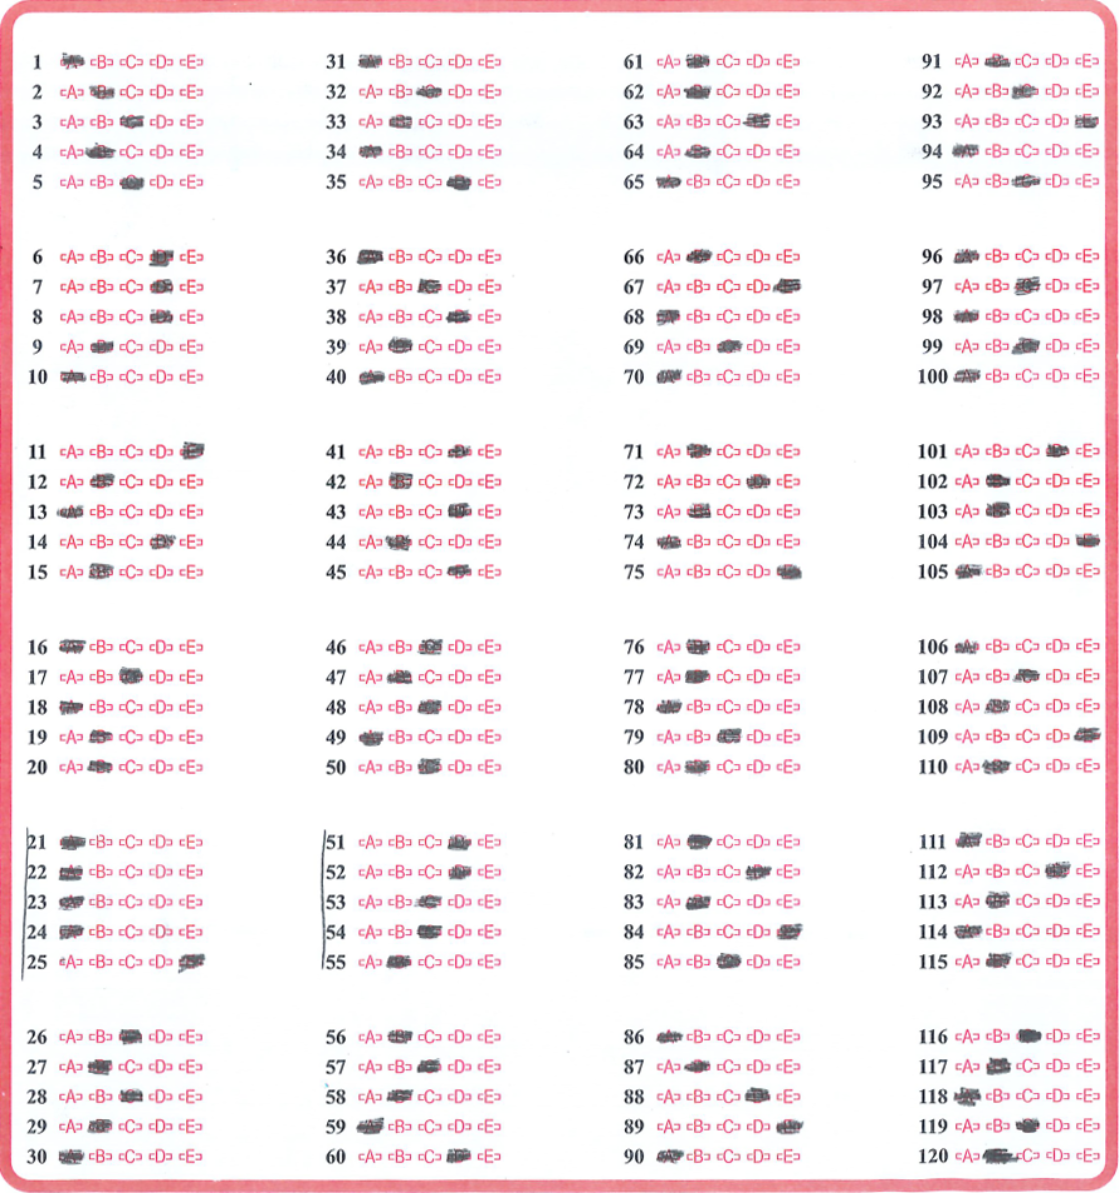 1 [B] [C] [D] [E]
2 [A] [C] [D] [E]
3 [A] [B] [D] [E]
4 [A] [C] [D] [E]
5 [A] [B] [D] [E]
6 [A] [B] [C] [E]
7 [A] [B] [C] [E]
8 [A] [B] [C] [E]
9 [A] [C] [D] [E]
10 [B] [C] [D] [E]
11 [A] [B] [C] [D]
12 [A] [C] [D] [E]
13 [B] [C] [D] [E]
14 [A] [B] [C] [E]
15 [A] [C] [D] [E]
16 [B] [C] [D] [E]
17 [A] [B] [D] [E]
18 [B] [C] [D] [E]
19 [A] [C] [D] [E]
20 [A] [C] [D] [E]
21 [B] [C] [D] [E]
22 [B] [C] [D] [E]
23 [B] [C] [D] [E]
24 [B] [C] [D] [E]
25 [A] [B] [C] [D]
26 [A] [B] [D] [E]
27 [A] [C] [D] [E]
28 [A] [B] [D] [E]
29 [A] [C] [D] [E]
30 [B] [C] [D] [E]
31 [B] [C] [D] [E]
32 [A] [B] [D] [E]
33 [A] [C] [D] [E]
34 [B] [C] [D] [E]
35 [A] [B] [C] [E]
36 [B] [C] [D] [E]
37 [A] [B] [D] [E]
38 [A] [B] [C] [E]
39 [A] [C] [D] [E]
40 [B] [C] [D] [E]
41 [A] [B] [C] [E]
42 [A] [C] [D] [E]
43 [A] [B] [C] [E]
44 [A] [C] [D] [E]
45 [A] [B] [C] [E]
46 [A] [B] [D] [E]
47 [A] [C] [D] [E]
48 [A] [B] [D] [E]
49 [B] [C] [D] [E]
50 [A] [B] [D] [E]
51 [A] [B] [C] [E]
52 [A] [B] [C] [E]
53 [A] [B] [D] [E]
54 [A] [B] [D] [E]
55 [A] [C] [D] [E]
56 [A] [C] [D] [E]
57 [A] [B] [D] [E]
58 [A] [C] [D] [E]
59 [B] [C] [D] [E]
60 [A] [B] [C] [E]
61 [A] [C] [D] [E]
62 [A] [C] [D] [E]
63 [A] [B] [C] [E]
64 [A] [C] [D] [E]
65 [B] [C] [D] [E]
66 [A] [C] [D] [E]
67 [A] [B] [C] [D]
68 [B] [C] [D] [E]
69 [A] [B] [D] [E]
70 [B] [C] [D] [E]
71 [A] [C] [D] [E]
72 [A] [B] [C] [E]
73 [A] [C] [D] [E]
74 [B] [C] [D] [E]
75 [A] [B] [C] [D]
76 [A] [C] [D] [E]
77 [A] [C] [D] [E]
78 [B] [C] [D] [E]
79 [A] [B] [D] [E]
80 [A] [C] [D] [E]
81 [A] [C] [D] [E]
82 [A] [B] [C] [E]
83 [A] [C] [D] [E]
84 [A] [B] [C] [D]
85 [A] [B] [D] [E]
86 [B] [C] [D] [E]
87 [A] [C] [D] [E]
88 [A] [B] [C] [E]
89 [A] [B] [C] [D]
90 [B] [C] [D] [E]
91 [A] [C] [D] [E]
92 [A] [B] [D] [E]
93 [A] [B] [C] [D]
94 [B] [C] [D] [E]
95 [A] [B] [D] [E]
96 [B] [C] [D] [E]
97 [A] [B] [D] [E]
98 [B] [C] [D] [E]
99 [A] [B] [D] [E]
100 [B] [C] [D] [E]
101 [A] [B] [C] [E]
102 [A] [C] [D] [E]
103 [A] [C] [D] [E]
104 [A] [B] [C] [D]
105 [B] [C] [D] [E]
106 [B] [C] [D] [E]
107 [A] [B] [D] [E]
108 [A] [C] [D] [E]
109 [A] [B] [C] [D]
110 [A] [C] [D] [E]
111 [B] [C] [D] [E]
112 [A] [B] [C] [E]
113 [A] [C] [D] [E]
114 [B] [C] [D] [E]
115 [A] [C] [D] [E]
116 [A] [B] [D] [E]
117 [A] [C] [D] [E]
118 [B] [C] [D] [E]
119 [A] [B] [D] [E]
120 [A] [C] [D] [E]